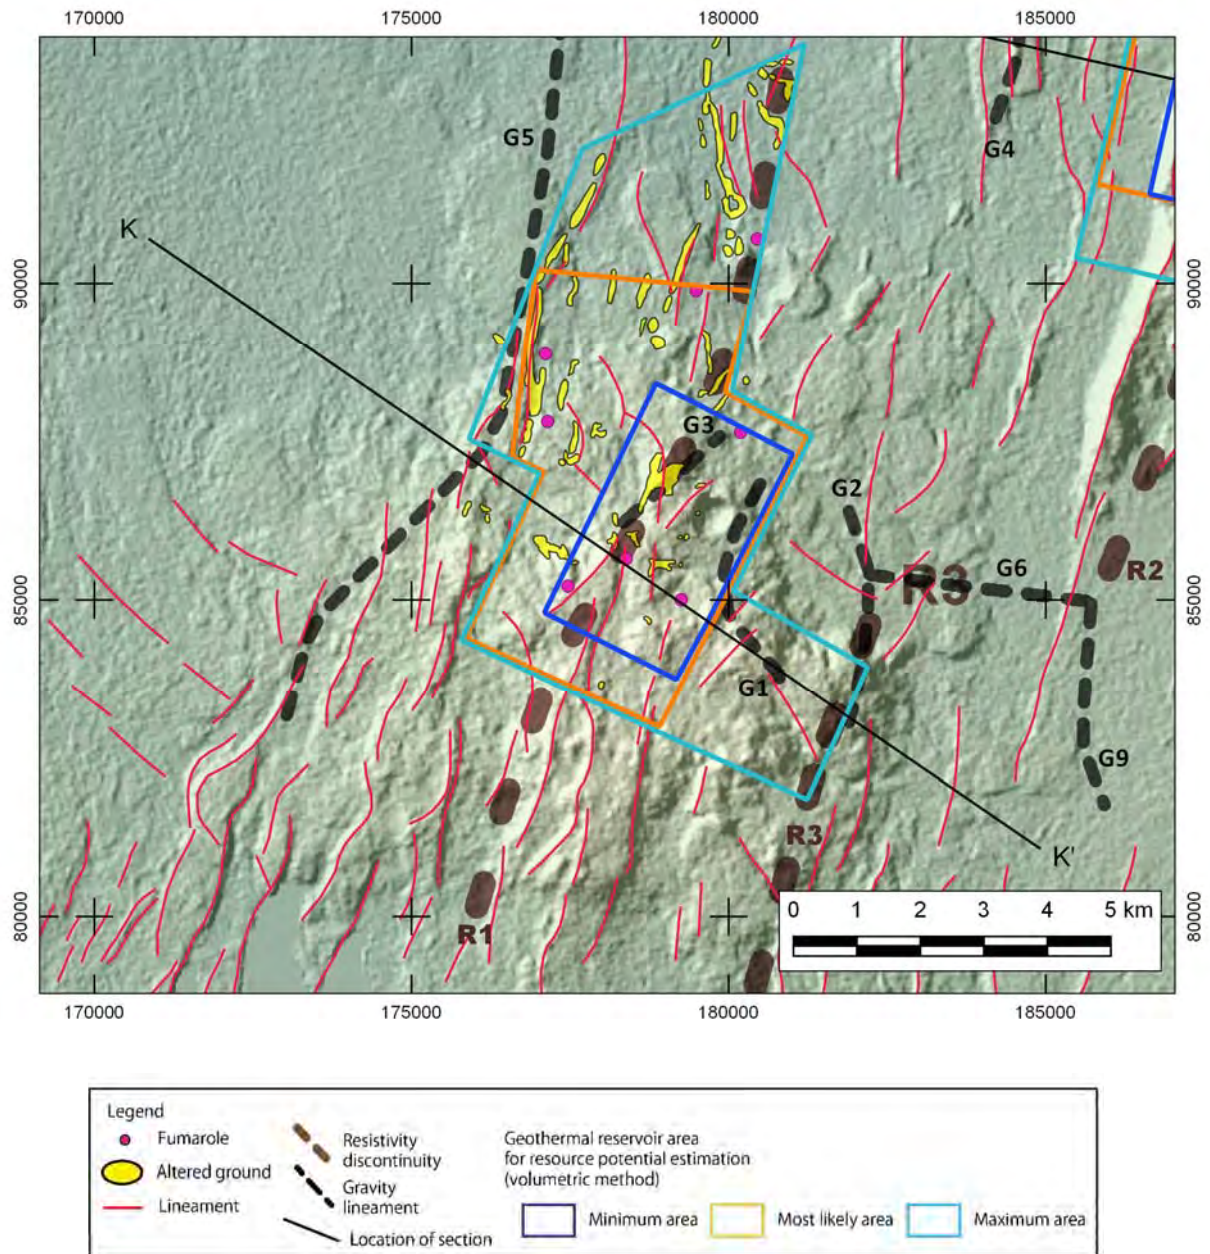 170000 175000 180000 185000
G5
G4
K
90000 90000
G3
G2
G6
R3
R2
85000 85000
G1
G9
R3
K'
0 1 2 3 4 5 km
80000 80000
R1
170000 175000 180000 185000
Legend
Fumarole
Altered ground
Lineament
Resistivity
discontinuity
Gravity
lineament
Location of section
Geothermal reservoir area
for resource potential estimation
(volumetric method)
Minimum area
Most likely area
Maximum area